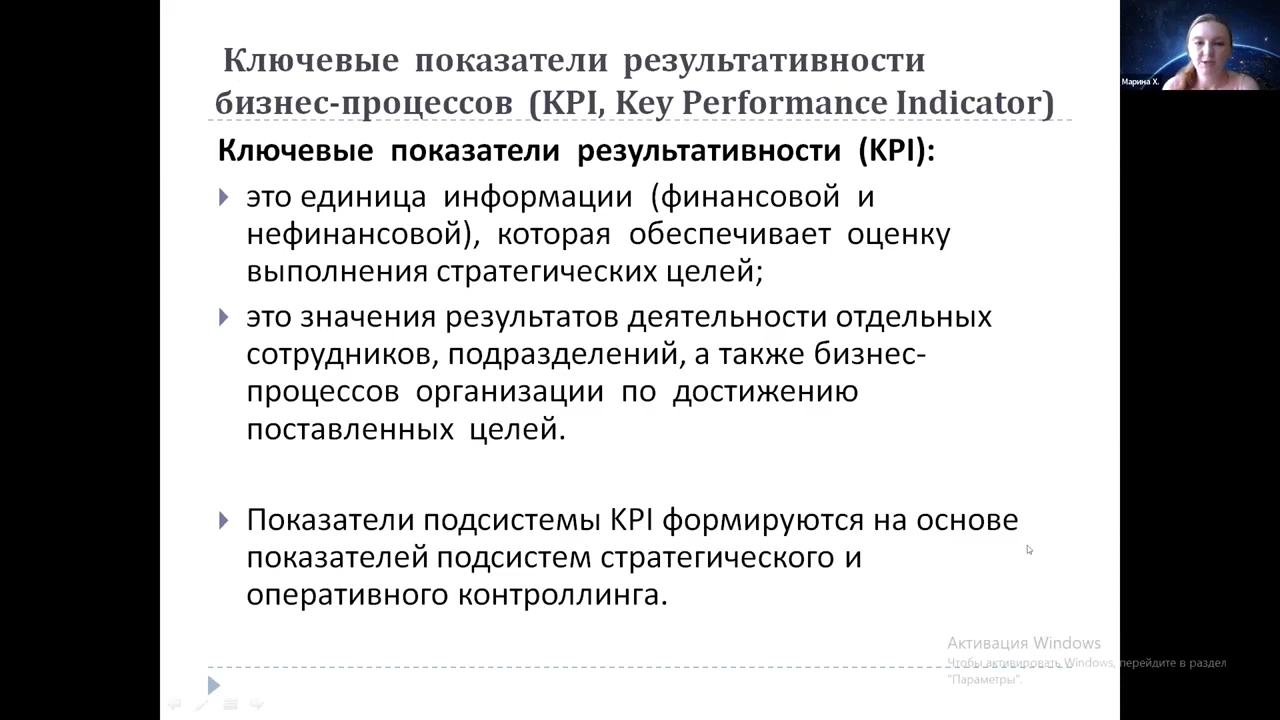 Ключевые показатели результативности
бизнес-процессов (KPI, Key Performance Indicator)
Ключевые показатели результативности (KPI):
это единица информации (финансовой и
нефинансовой), которая обеспечивает оценку
выполнения стратегических целей;
это значения результатов деятельности отдельных
сотрудников, подразделений, а также бизнес-
процессов организации по достижению
поставленных целей.
Показатели подсистемы KPI формируются на основе
показателей подсистем стратегического и
оперативного контроллинга.
Марина Х.
Активация Windows
Чтобы активировать Windows, перейдите в раздел
"Параметры".